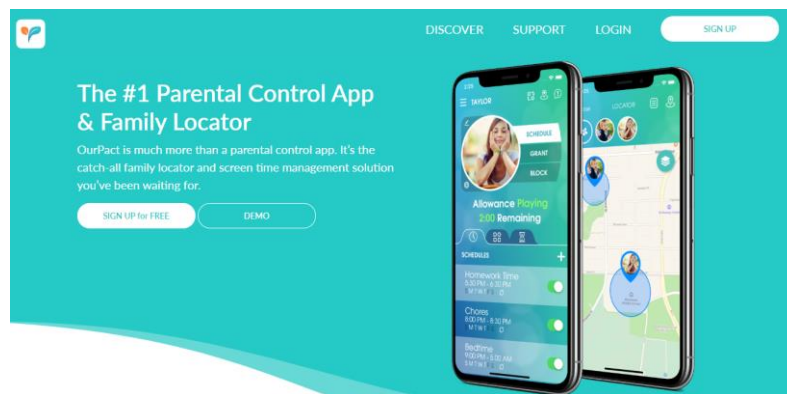 DISCOVER
SUPPORT
LOGIN
SIGN UP
The #1 Parental Control App
& Family Locator
OurPact is much more than a parental control app. It's the
catch-all family locator and screen time management solution
you've been waiting for.
SIGN UP for FREE
DEMO
TAYLOR
SCHEDULE
GRANT
BLOCK
Allowance Playing
2:00 Remaining
SCHEDULES
Homework Time
5:30 PM - 6:30 PM
Chores
8:00 PM - 8:30 PM
Bedtime
9:00 PM - 5:00 AM
LOCATOR